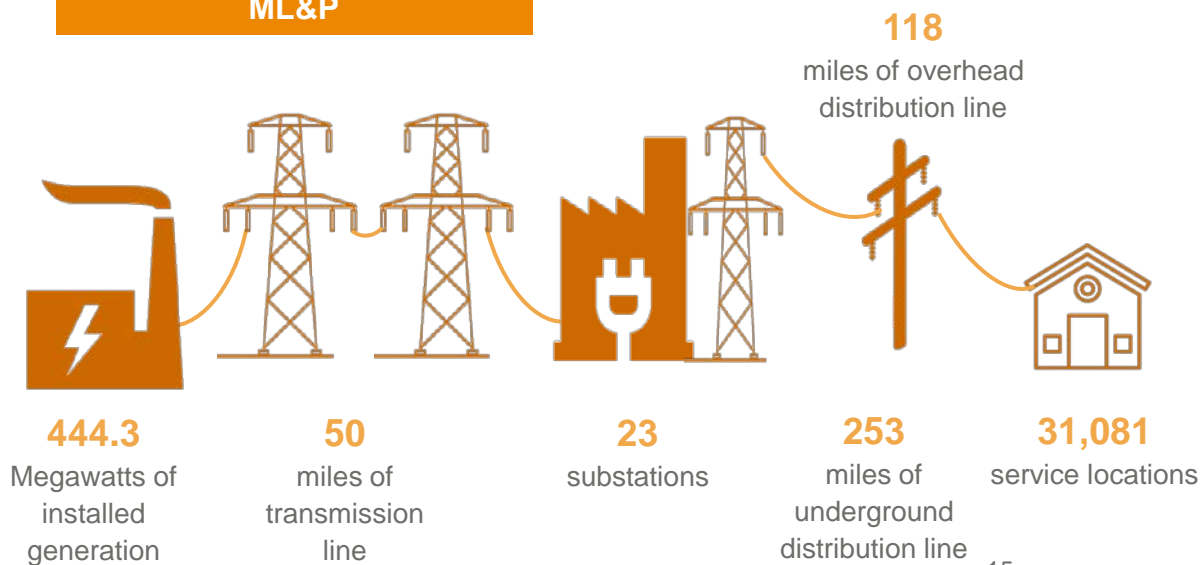 ML&P
118
miles of overhead
distribution line
444.3
Megawatts of
installed
generation
50
miles of
transmission
line
23
substations
253
miles of
underground
distribution line
31,081
service locations